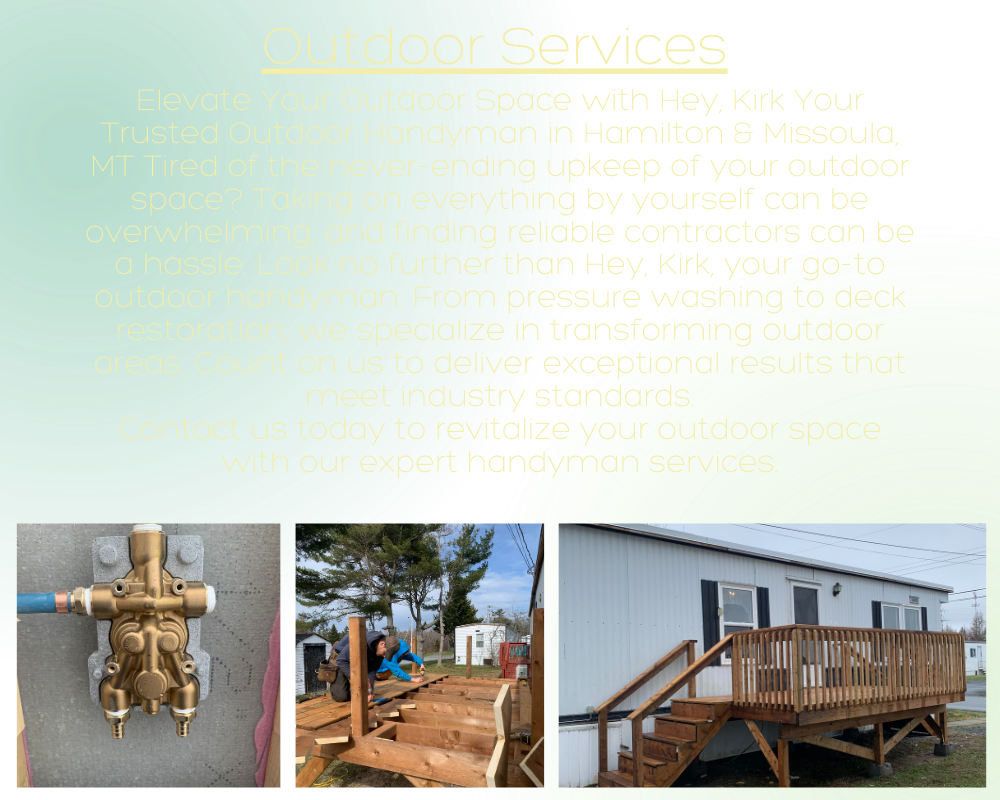 Outdoor Services
Elevate Your Outdoor Space with Hey, Kirk Your
Trusted Outdoor Handyman in Hamilton & Missoula,
MT Tired of the never-ending upkeep of your outdoor
space? Taking on everything by yourself can be
overwhelming, and finding reliable contractors can be
a hassle. Look no further than Hey, Kirk, your go-to
outdoor handyman. From pressure washing to deck
restoration, we specialize in transforming outdoor
areas. Count on us to deliver exceptional results that
meet industry standards.
Contact us today to revitalize your outdoor space
with our expert handyman services.